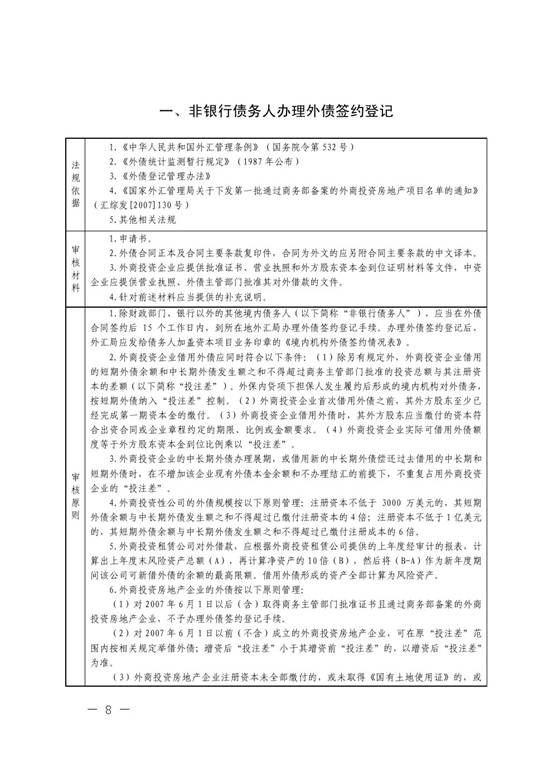 一、非银行债务人办理外债签约登记
法规依据
1.《中华人民共和国外汇管理条例》（国务院令第 532 号）
2.《外债统计监测暂行规定》（1987 年公布）
3.《外债登记管理办法》
4.《国家外汇管理局关于下发第一批通过商务部备案的外商投资房地产项目名单的通知》
（汇综发[2007]130 号）
5.其他相关法规
审核材料
1.申请书。
2.外债合同正本及合同主要条款复印件，合同为外文的应另附合同主要条款的中文译本。
3.外商投资企业应提供批准证书、营业执照和外方股东资本金到位证明材料等文件，中资
企业应提供营业执照、外债主管部门批准其对外借款的文件。
4.针对前述材料应当提供的补充说明。
审核原则
1.除财政部门、银行以外的其他境内债务人（以下简称“非银行债务人”），应当在外债
合同签约后 15 个工作日内，到所在地外汇局办理外债签约登记手续。办理外债签约登记后，
外汇局应发给债务人加盖资本项目业务印章的《境内机构外债签约情况表》。
2.外商投资企业借用外债应同时符合以下条件：（1）除另有规定外，外商投资企业借用
的短期外债余额和中长期外债发生额之和不得超过商务主管部门批准的投资总额与其注册资
本的差额（以下简称“投注差”）。外保内贷项下担保人发生履约后形成的境内机构对外债务，
按短期外债纳入“投注差”控制。（2）外商投资企业首次借用外债之前，其外方股东至少已
经完成第一期资本金的缴付。（3）外商投资企业借用外债时，其外方股东应当缴付的资本符
合出资合同或企业章程约定的期限、比例或金额要求。（4）外商投资企业实际可借用外债额
度等于外方股东资本金到位比例乘以“投注差”。
3.外商投资企业的中长期外债办理展期，或借用新的中长期外债偿还过去借用的中长期和
短期外债时，在不增加该企业现有外债本金余额和不办理结汇的前提下，不重复占用外商投资
企业的“投注差”。
4.外商投资性公司的外债规模按以下原则管理：注册资本不低于 3000 万美元的，其短期
外债余额与中长期外债发生额之和不得超过已缴付注册资本的 4 倍；注册资本不低于 1 亿美元
的，其短期外债余额与中长期外债发生额之和不得超过已缴付注册成本的 6 倍。
5.外商投资租赁公司对外借款，应根据外商投资租赁公司提供的上年度经审计的报表，计
算出上年度末风险资产总额（A），再计算净资产的 10 倍（B），然后将（B-A）作为新年度期
间该公司可新借外债的余额的最高限额。借用外债形成的资产全部计算为风险资产。
6.外商投资房地产企业的外债按以下原则管理：
（1）对 2007 年 6 月 1 日以后（含）取得商务主管部门批准证书且通过商务部备案的外商
投资房地产企业，不予办理外债签约登记手续。
（2）对 2007 年 6 月 1 日以前（不含）成立的外商投资房地产企业，可在原“投注差”范
围内按相关规定举借外债；增资后“投注差”小于其增资前“投注差”的，以增资后“投注差”
为准。
（3）外商投资房地产企业注册资本未全部缴付的，或未取得《国有土地使用证》的，或
— 8 —